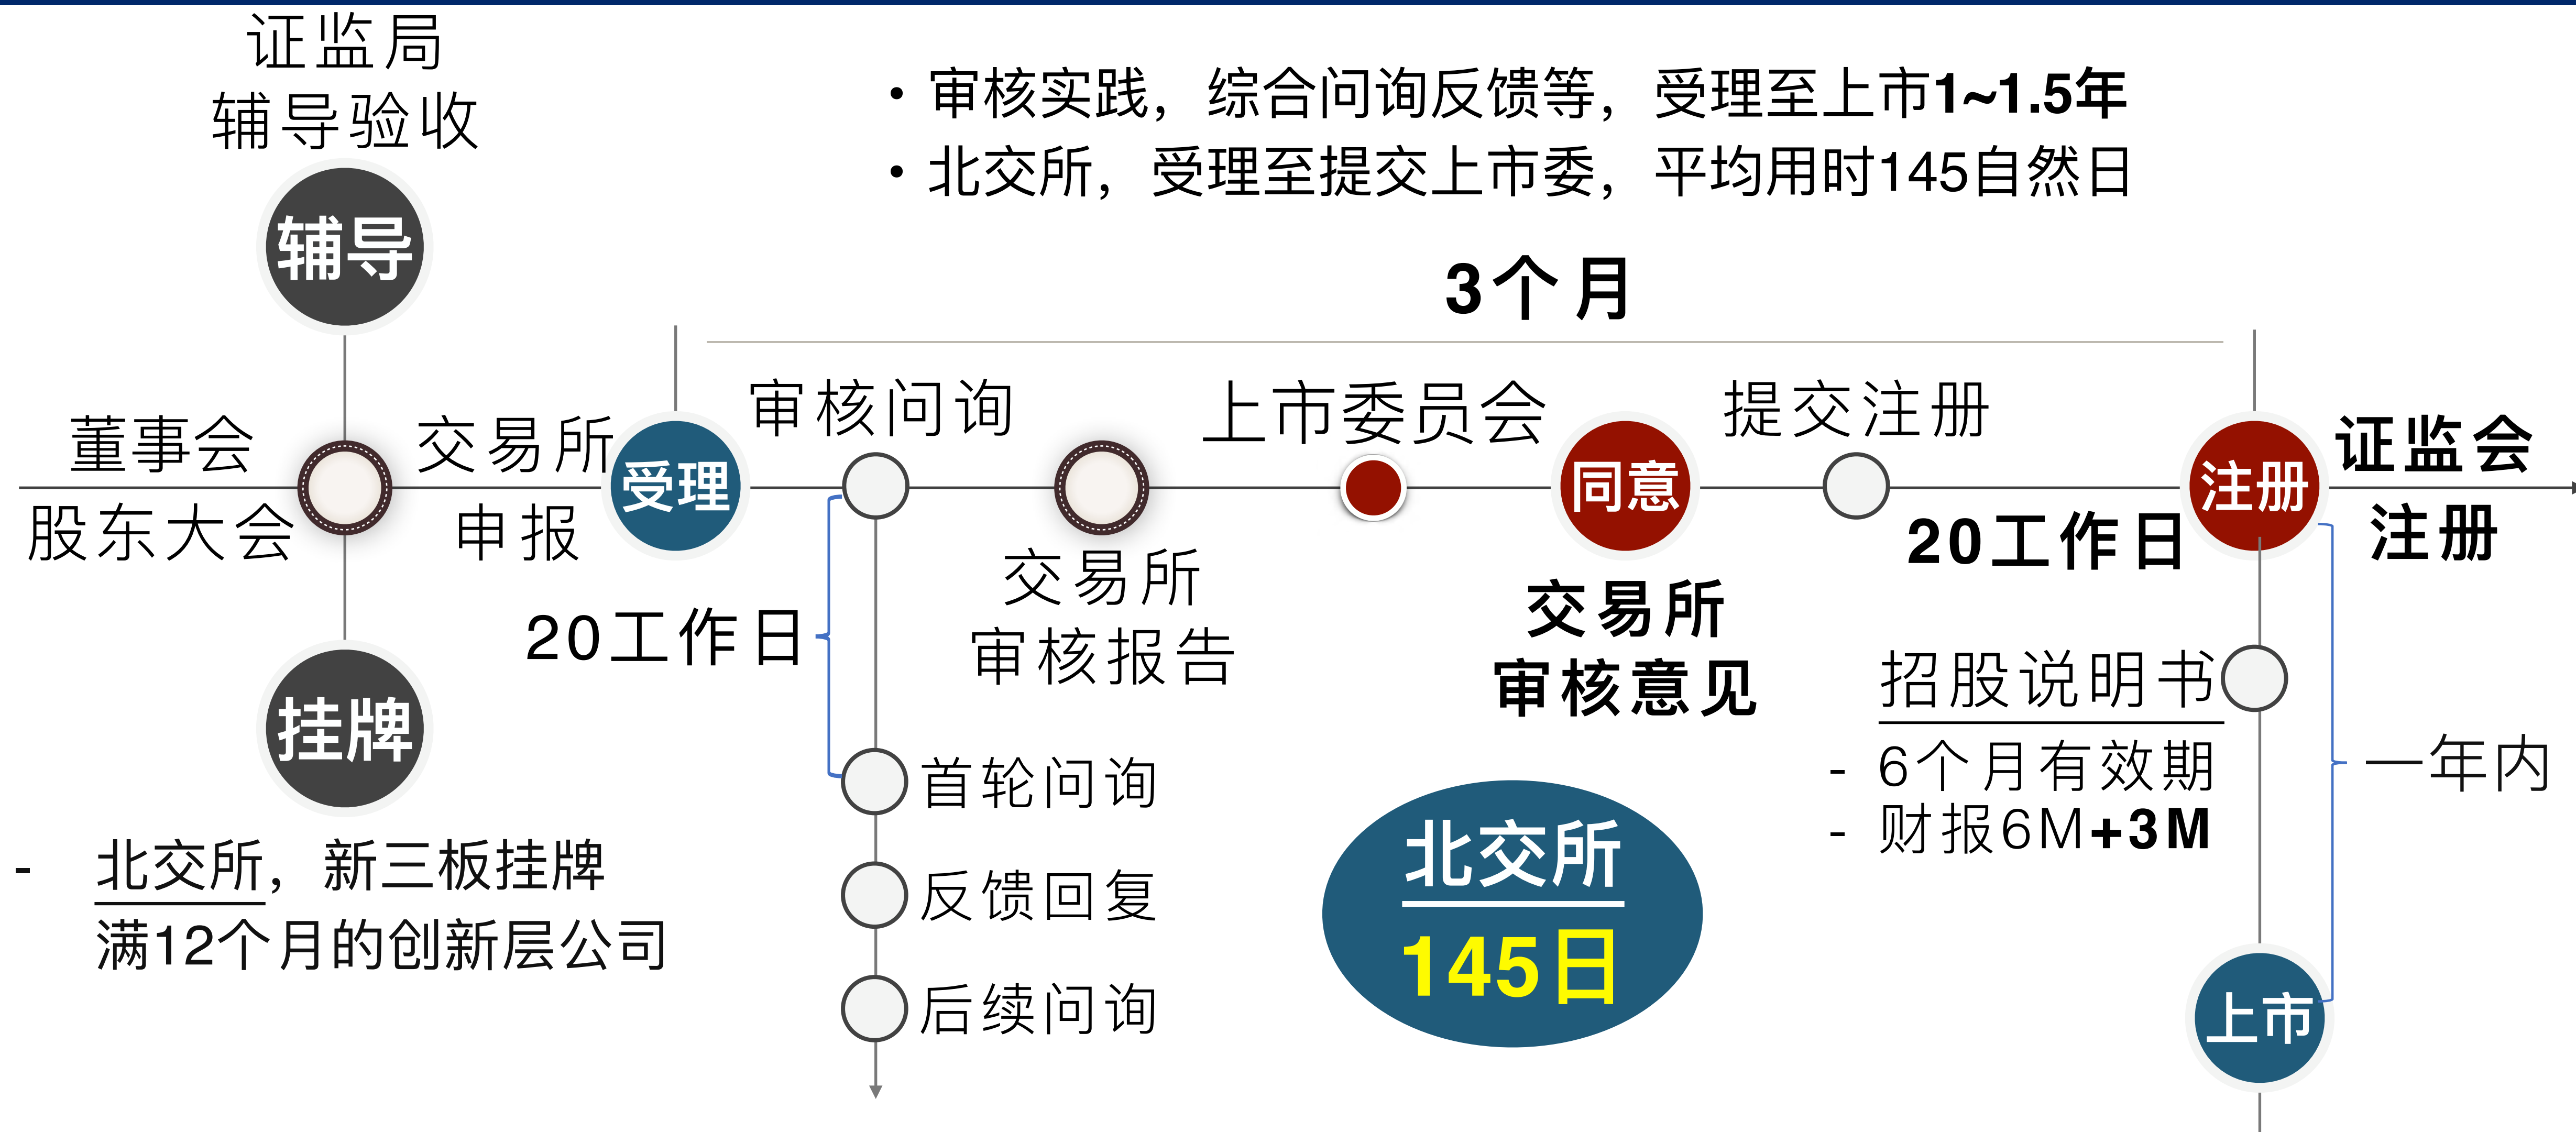 证监局
辅导验收
• 审核实践，综合问询反馈等，受理至上市1~1.5年
• 北交所，受理至提交上市委，平均用时145自然日
辅导
3个月
董事会
股东大会
交易所
申报
受理
审核问询
上市委员会
同意
提交注册
注册
证监会
注册
20工作日
20工作日
交易所
审核报告
交易所
审核意见
挂牌
- 北交所，新三板挂牌
满12个月的创新层公司
首轮问询
反馈回复
后续问询
北交所
145日
招股说明书
- 6个月有效期
- 财报6M+3M
一年内
上市